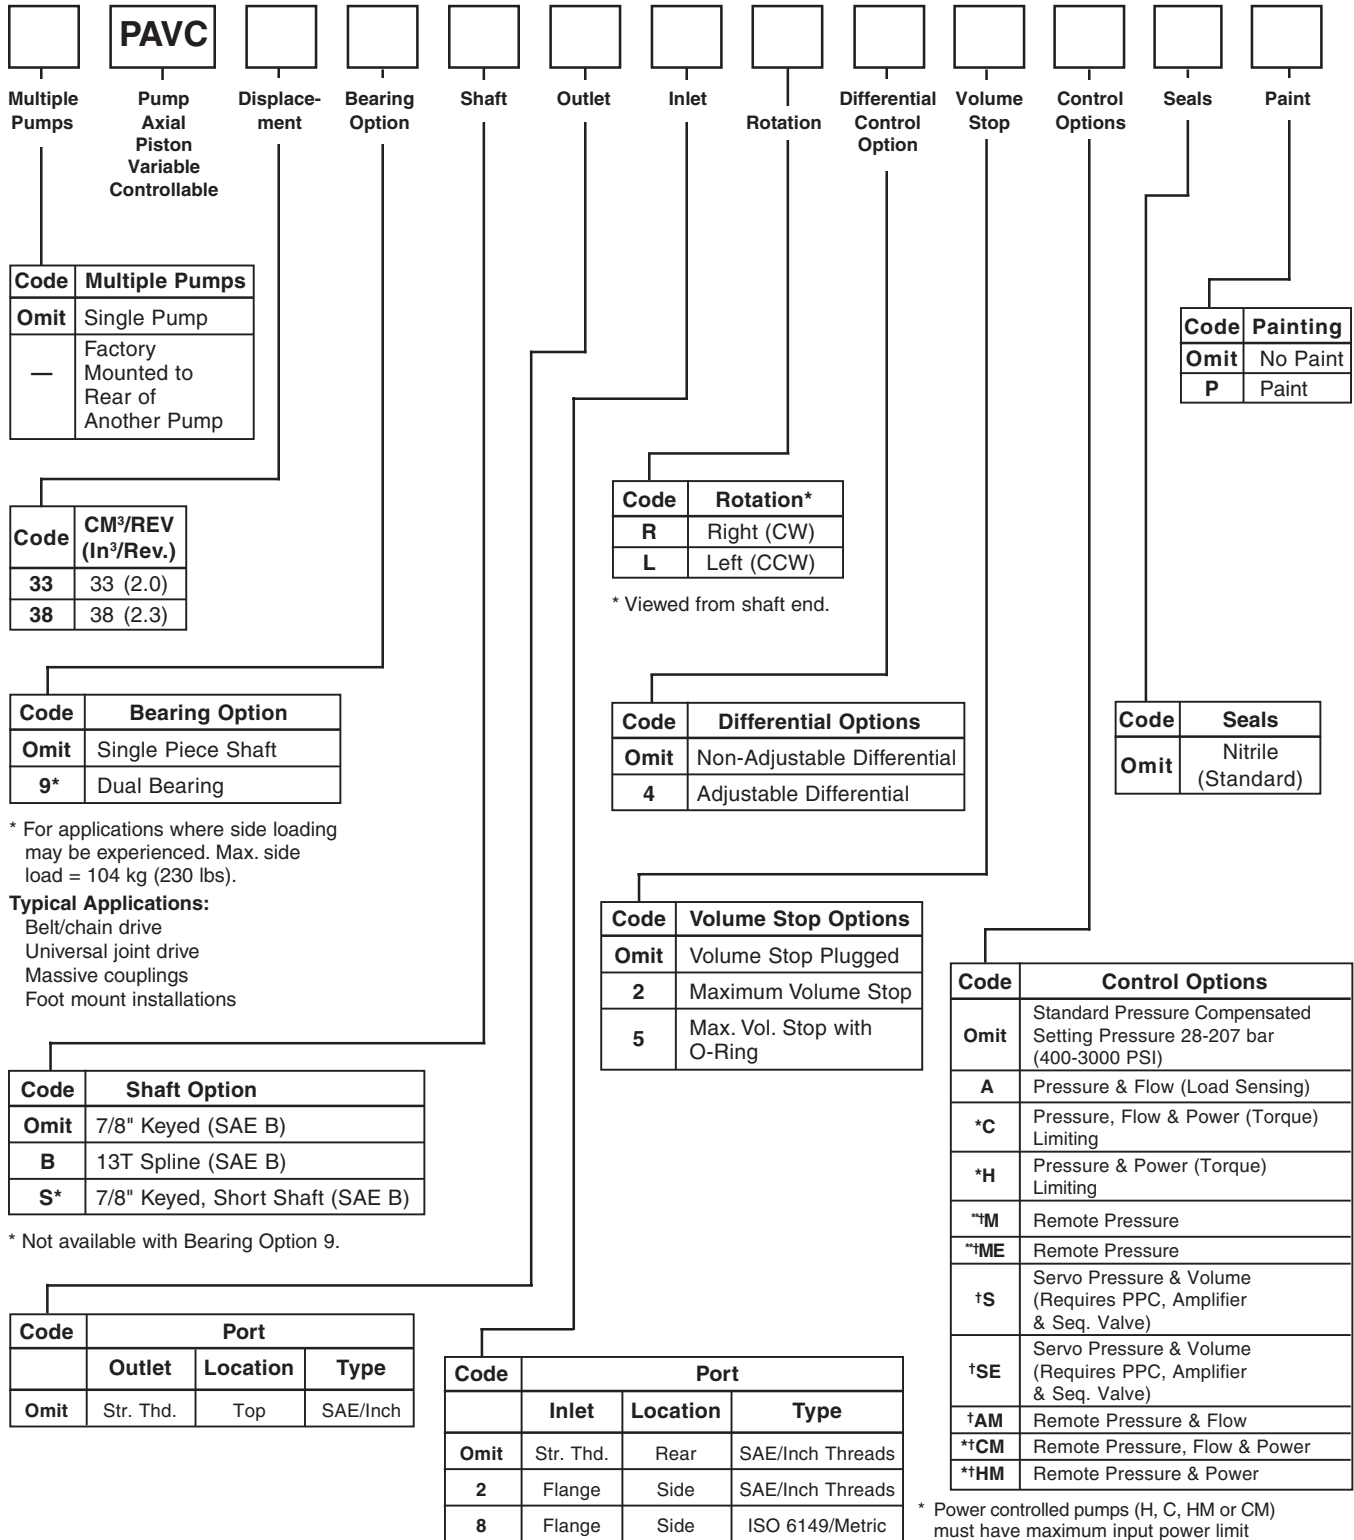 PAVC
Multiple Pumps
Pump Axial Piston Variable Controllable
Displace-ment
Bearing Option
Shaft
Outlet
Inlet
Rotation
Differential Control Option
Volume Stop
Control Options
Seals
Paint
Code Multiple Pumps
Omit Single Pump
— Factory
Mounted to
Rear of
Another Pump
Code Painting
Omit No Paint
P Paint
Code CM³/REV
(In³/Rev.)
33 33 (2.0)
38 38 (2.3)
Code Rotation*
R Right (CW)
L Left (CCW)
* Viewed from shaft end.
Code Bearing Option
Omit Single Piece Shaft
9* Dual Bearing
* For applications where side loading
may be experienced. Max. side
load = 104 kg (230 lbs).
Typical Applications:
Belt/chain drive
Universal joint drive
Massive couplings
Foot mount installations
Code Differential Options
Omit Non-Adjustable Differential
4 Adjustable Differential
Code Seals
Omit Nitrile
(Standard)
Code Volume Stop Options
Omit Volume Stop Plugged
2 Maximum Volume Stop
5 Max. Vol. Stop with
O-Ring
Code Shaft Option
Omit 7/8" Keyed (SAE B)
B 13T Spline (SAE B)
S* 7/8" Keyed, Short Shaft (SAE B)
* Not available with Bearing Option 9.
Code Control Options
Omit Standard Pressure Compensated
Setting Pressure 28-207 bar
(400-3000 PSI)
A Pressure & Flow (Load Sensing)
*C Pressure, Flow & Power (Torque)
Limiting
*H Pressure & Power (Torque)
Limiting
**†M Remote Pressure
**†ME Remote Pressure
†S Servo Pressure & Volume
(Requires PPC, Amplifier
& Seq. Valve)
†SE Servo Pressure & Volume
(Requires PPC, Amplifier
& Seq. Valve)
†AM Remote Pressure & Flow
*†CM Remote Pressure, Flow & Power
*†HM Remote Pressure & Power
Code Port
Outlet Location Type
Omit Str. Thd. Top SAE/Inch
Code Port
Inlet Location Type
Omit Str. Thd. Rear SAE/Inch Threads
2 Flange Side SAE/Inch Threads
8 Flange Side ISO 6149/Metric
* Power controlled pumps (H, C, HM or CM)
must have maximum input power limit